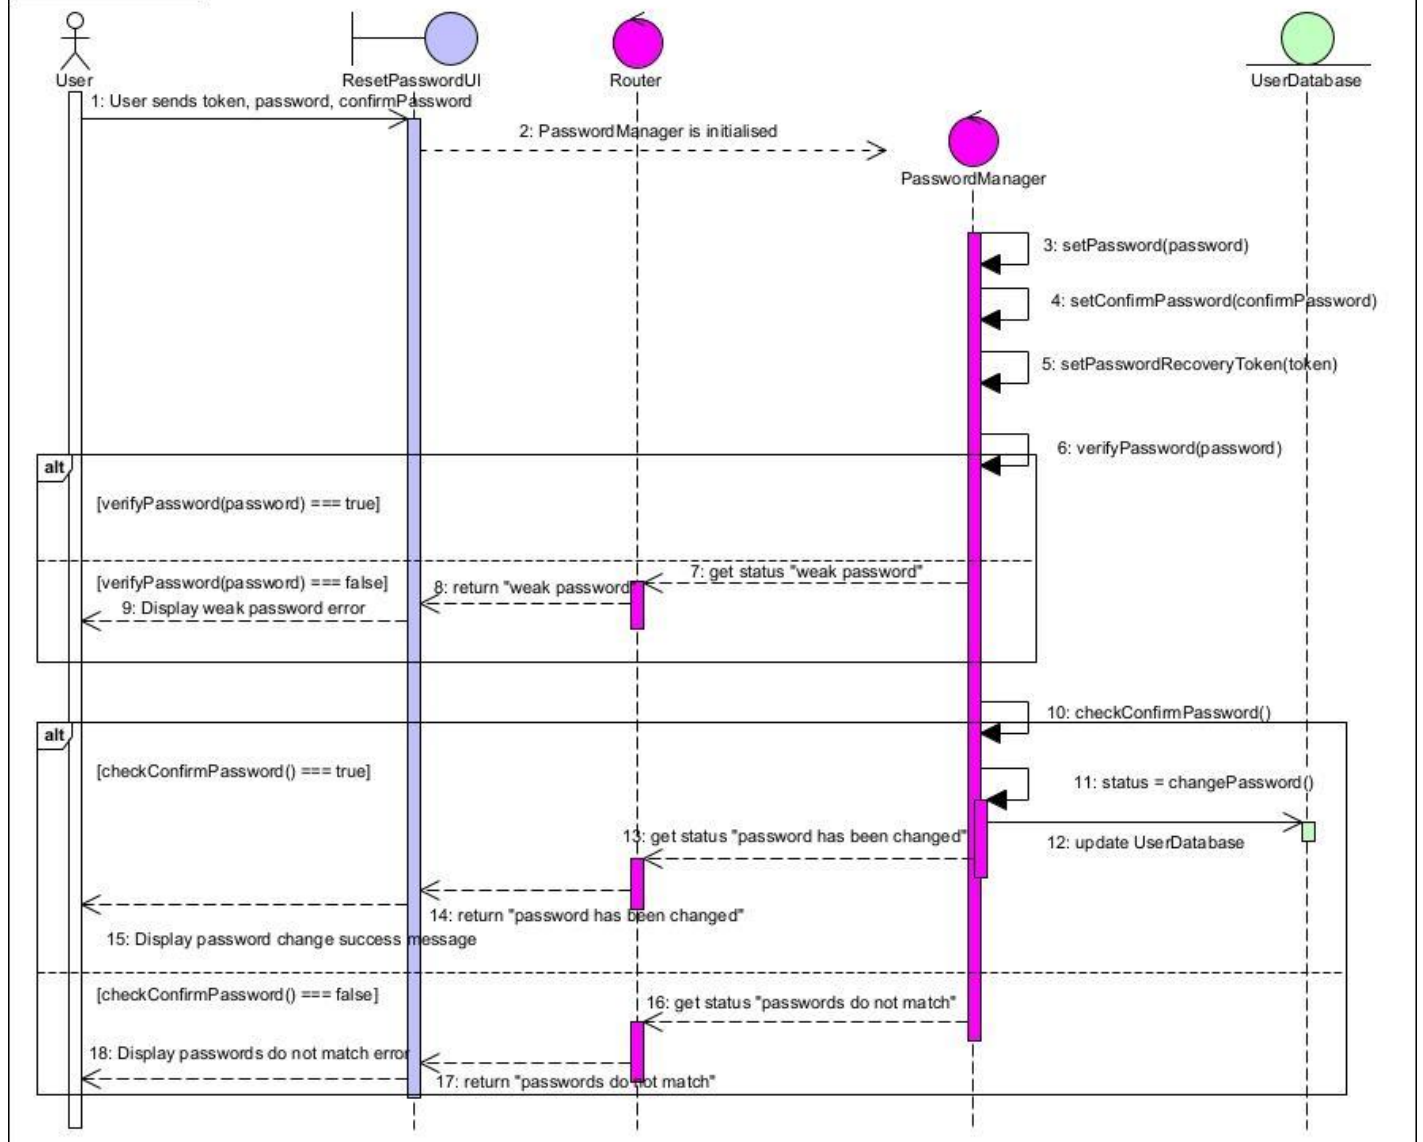 User
ResetPasswordUI
Router
UserDatabase
1: User sends token, password, confirmPassword
2: PasswordManager is initialised
PasswordManager
3: setPassword(password)
4: setConfirmPassword(confirmPassword)
5: setPasswordRecoveryToken(token)
6: verifyPassword(password)
alt
[verifyPassword(password) === true]
7: get status "weak password"
[verifyPassword(password) === false]
8: return "weak password
9: Display weak password error
10: checkConfirmPassword()
alt
[checkConfirmPassword() === true]
11: status = changePassword()
13: get status "password has been changed"
12: update UserDatabase
14: return "password has been changed"
15: Display password change success message
[checkConfirmPassword() === false]
16: get status "passwords do not match"
18: Display passwords do not match error
17: return "passwords do not match"